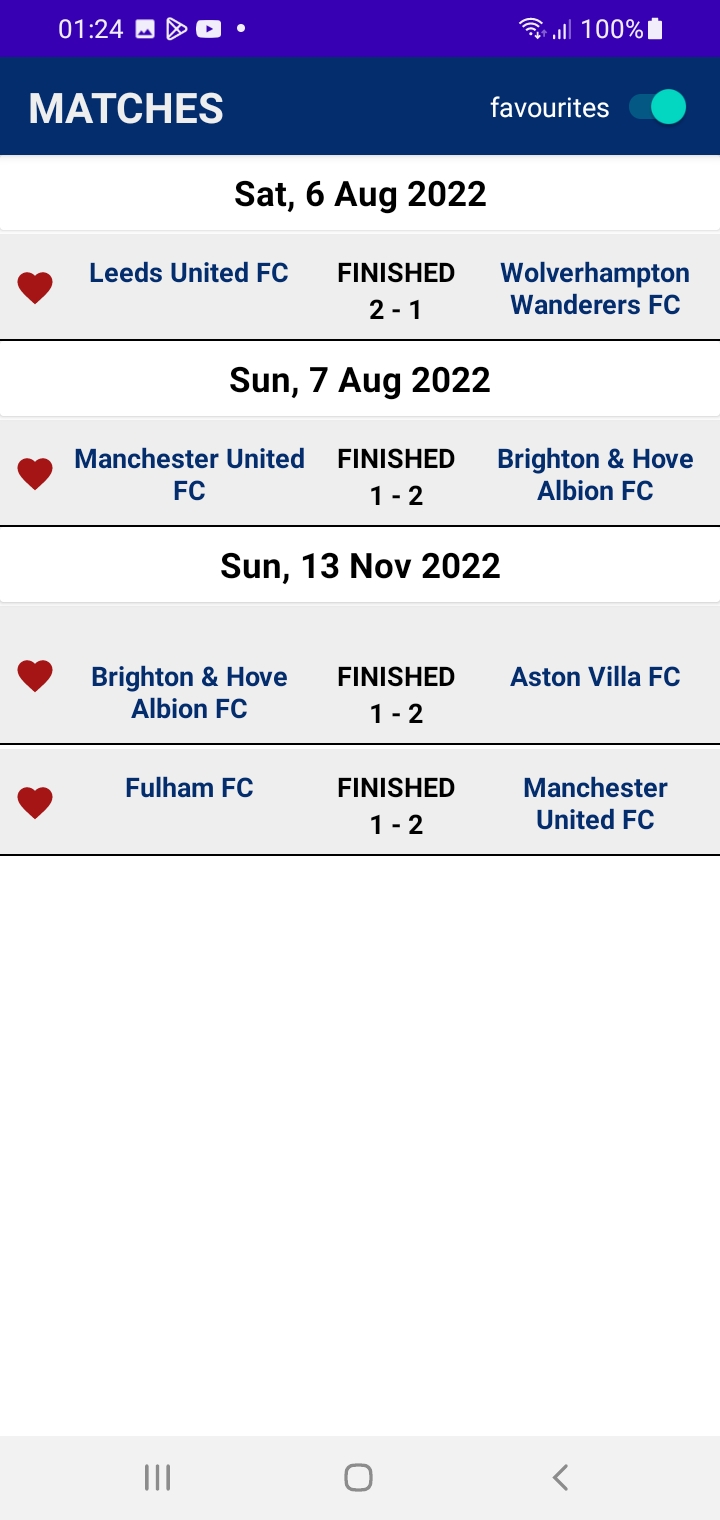 01:24
100%
MATCHES
favourites
Sat, 6 Aug 2022
Leeds United FC
FINISHED
2 - 1
Wolverhampton
Wanderers FC
Sun, 7 Aug 2022
Manchester United
FC
FINISHED
1 - 2
Brighton & Hove
Albion FC
Sun, 13 Nov 2022
Brighton & Hove
Albion FC
FINISHED
1 - 2
Aston Villa FC
Fulham FC
FINISHED
1 - 2
Manchester
United FC